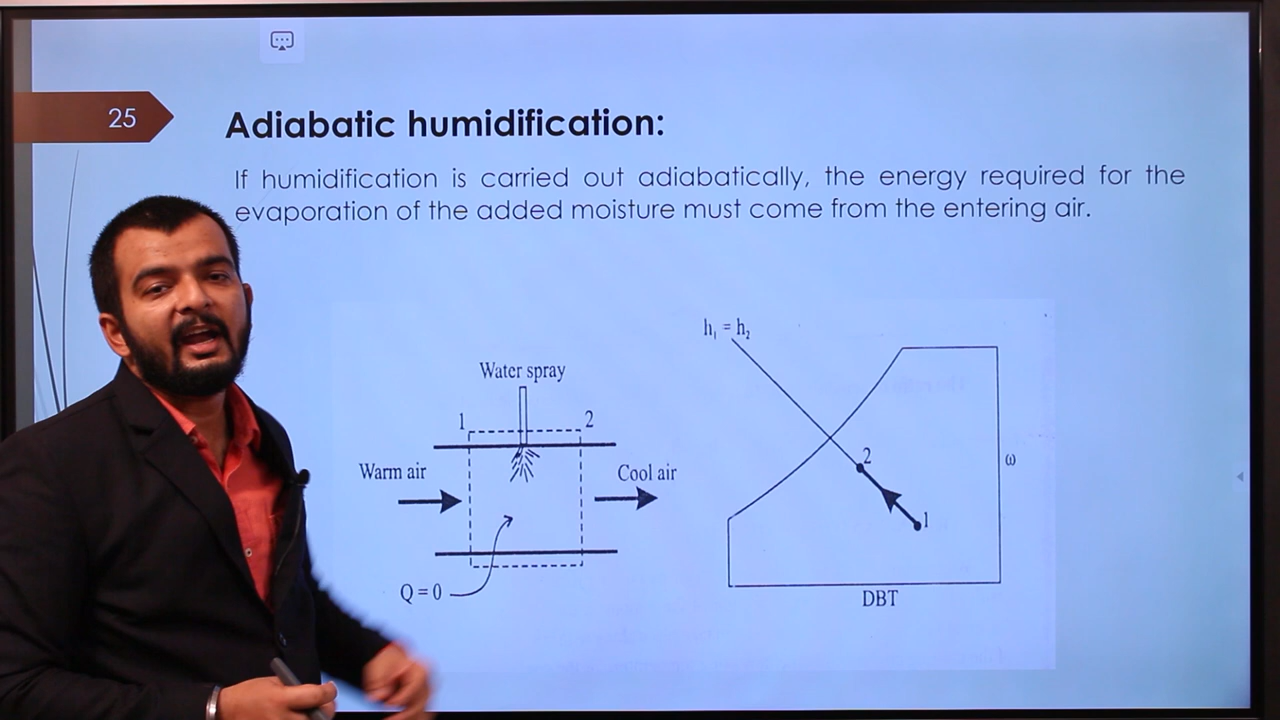 25
Adiabatic humidification:
If humidification is carried out adiabatically, the energy required for the
evaporation of the added moisture must come from the entering air.
h₁ = h₂
Water spray
1
2
Warm air
Cool air
Q = 0
2
1
ω
DBT